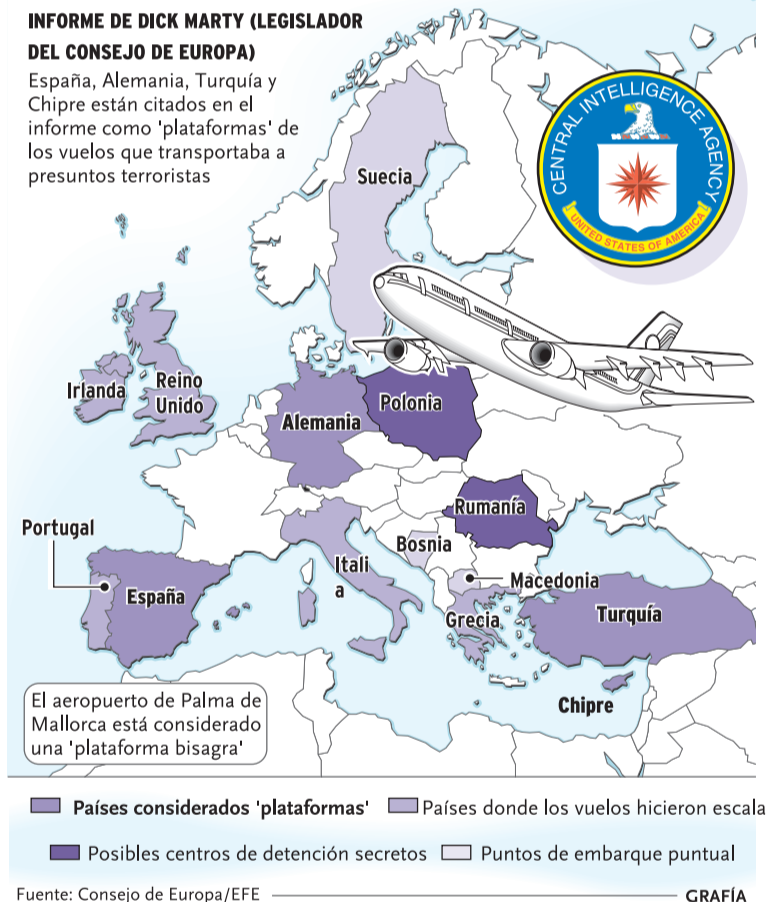 INFORME DE DICK MARTY (LEGISLADOR
DEL CONSEJO DE EUROPA)
España, Alemania, Turquía y
Chipre están citados en el
informe como 'plataformas' de
los vuelos que transportaba a
presuntos terroristas
CENTRAL INTELLIGENCE AGENCY
UNITED STATES OF AMERICA
Suecia
Irlanda
Reino
Unido
Alemania
Polonia
Rumanía
Portugal
Bosnia
Itali
a
España
Macedonia
Grecia
Turquía
Chipre
El aeropuerto de Palma de
Mallorca está considerado
una 'plataforma bisagra'
Países considerados 'plataformas'
Países donde los vuelos hicieron escala
Posibles centros de detención secretos
Puntos de embarque puntual
Fuente: Consejo de Europa/EFE
GRAFÍA